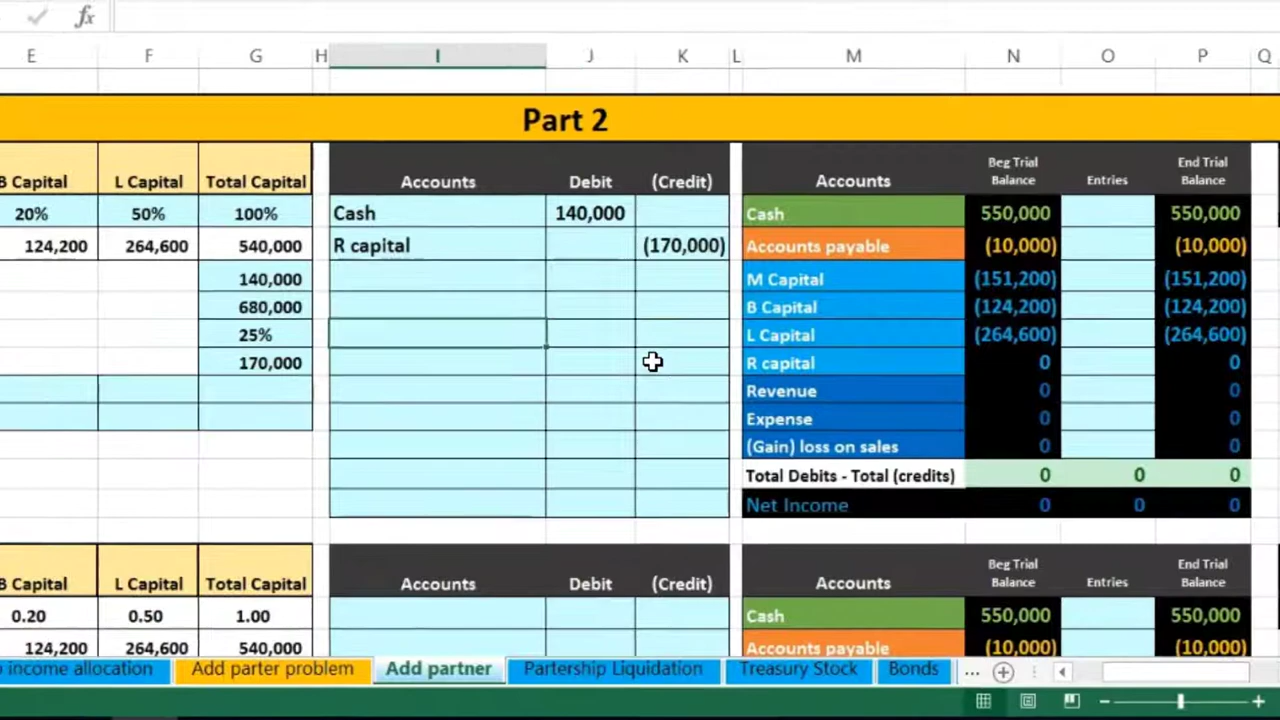 fx
E F G H I J K L M N O P Q
Part 2
B Capital L Capital Total Capital Accounts Debit (Credit) Accounts Beg Trial Balance Entries End Trial Balance
20% 50% 100% Cash 140,000 Cash 550,000 550,000
124,200 264,600 540,000 R capital (170,000) Accounts payable (10,000) (10,000)
140,000 M Capital (151,200) (151,200)
680,000 B Capital (124,200) (124,200)
25% L Capital (264,600) (264,600)
170,000 R capital 0 0
Revenue 0 0
Expense 0 0
(Gain) loss on sales 0 0
Total Debits - Total (credits) 0 0 0
Net Income 0 0 0
B Capital L Capital Total Capital Accounts Debit (Credit) Accounts Beg Trial Balance Entries End Trial Balance
0.20 0.50 1.00 Cash 550,000 550,000
124,200 264,600 540,000 Accounts payable (10,000) (10,000)
income allocation Add parter problem Add partner Partership Liquidation Treasury Stock Bonds ...